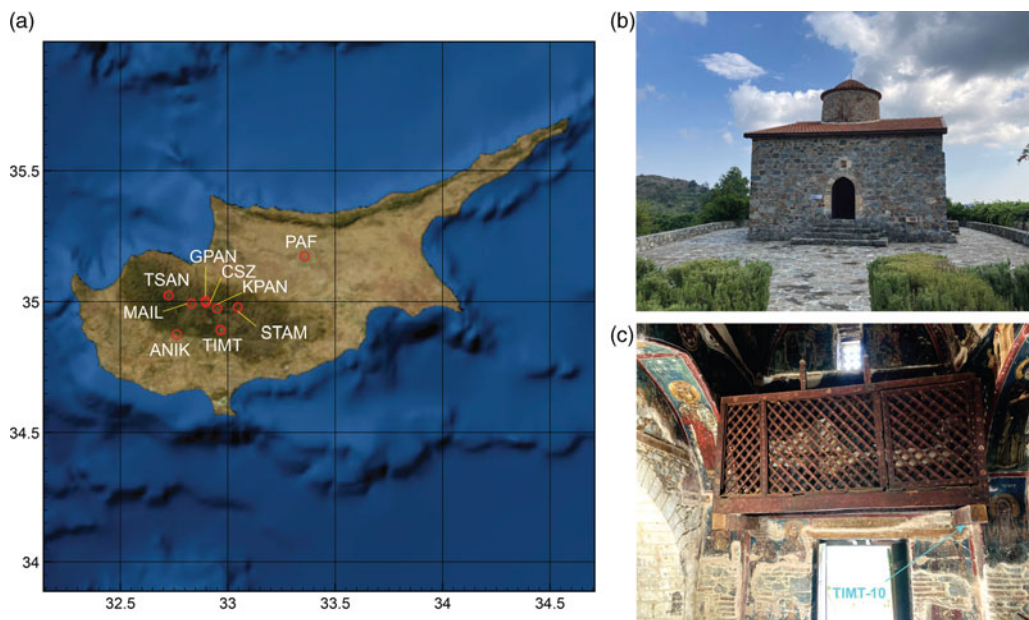 (a)
35.5
35
34.5
34
32.5
33
33.5
34
34.5
PAF
GPAN
CSZ
TSAN
KPAN
MAIL
STAM
ANIK
TIMT
(b)
(c)
TIMT-10